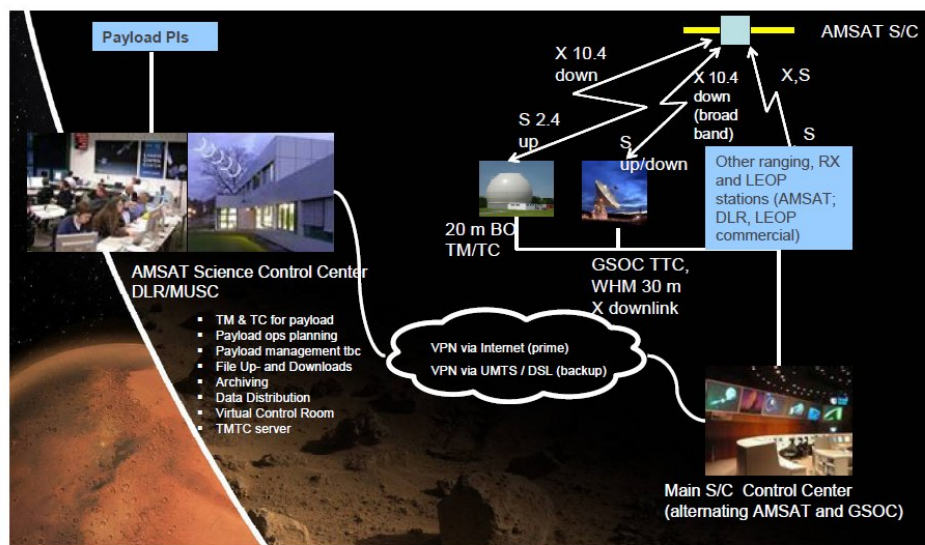 Payload PIs
AMSAT S/C
X 10.4
down
X 10.4
down
(broad
band)
X,S
S 2.4
up
S
up/down
S
Other ranging, RX
and LEOP
stations (AMSAT;
DLR, LEOP
commercial)
20 m BO
TM/TC
GSOC TTC,
WHM 30 m
X downlink
AMSAT Science Control Center
DLR/MUSC
▪ TM & TC for payload
▪ Payload ops planning
▪ Payload management tbc
▪ File Up- and Downloads
▪ Archiving
▪ Data Distribution
▪ Virtual Control Room
▪ TMTC server
VPN via Internet (prime)
VPN via UMTS / DSL (backup)
Main S/C Control Center
(alternating AMSAT and GSOC)